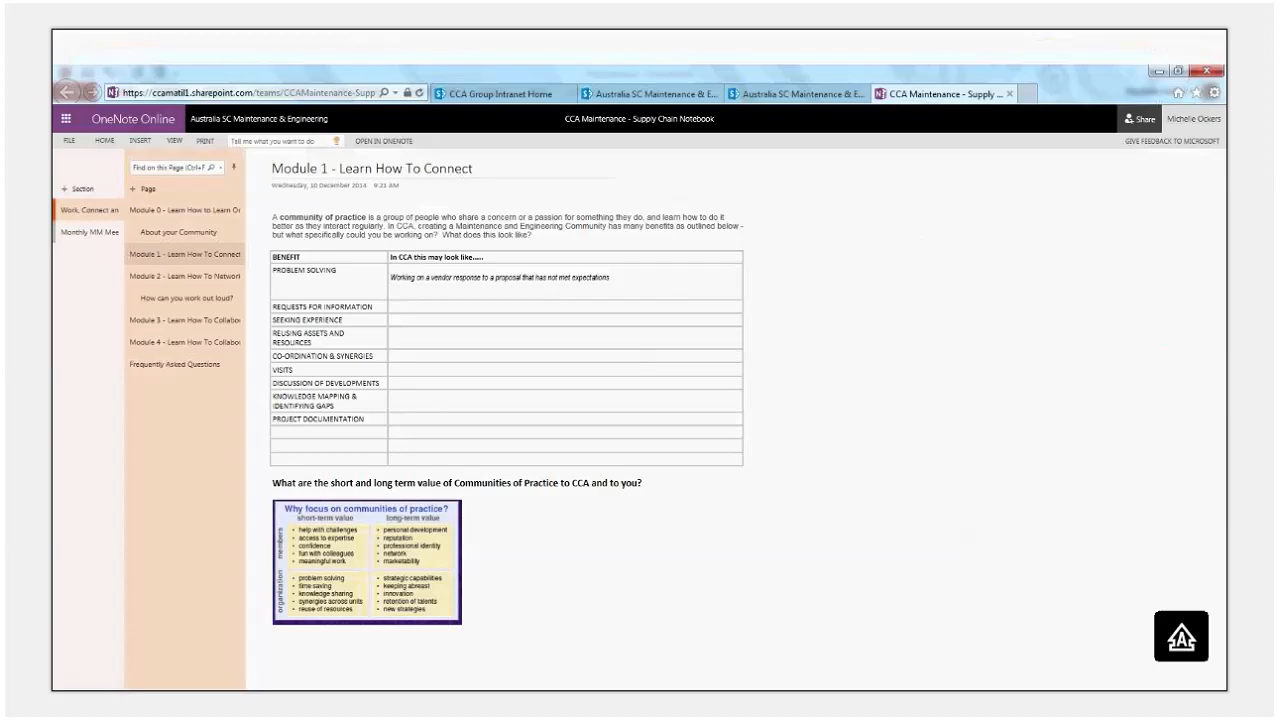 https://ccamatil1.sharepoint.com/teams/CCAMaintenance-Supp
CCA Group Intranet Home
Australia SC Maintenance & E...
Australia SC Maintenance & E...
CCA Maintenance - Supply ...
OneNote Online
Australia SC Maintenance & Engineering
CCA Maintenance - Supply Chain Notebook
Share
Michelle Ockers
FILE HOME INSERT VIEW PRINT
Tell me what you want to do
OPEN IN ONENOTE
GIVE FEEDBACK TO MICROSOFT
Find on this Page (Ctrl+F
+ Section
+ Page
Work, Connect an
Monthly MM Mee
Module 0 - Learn How to Learn Or
About your Community
Module 1 - Learn How To Connect
Module 2 - Learn How To Networ
How can you work out loud?
Module 3 - Learn How To Collabo
Module 4 - Learn How To Collabo
Frequently Asked Questions
Module 1 - Learn How To Connect
Wednesday, 10 December 2014 9:21 AM
A community of practice is a group of people who share a concern or a passion for something they do, and learn how to do it
better as they interact regularly. In CCA, creating a Maintenance and Engineering Community has many benefits as outlined below -
but what specifically could you be working on? What does this look like?
BENEFIT
In CCA this may look like.....
PROBLEM SOLVING
Working on a vendor response to a proposal that has not met expectations
REQUESTS FOR INFORMATION
SEEKING EXPERIENCE
REUSING ASSETS AND
RESOURCES
CO-ORDINATION & SYNERGIES
VISITS
DISCUSSION OF DEVELOPMENTS
KNOWLEDGE MAPPING &
IDENTIFYING GAPS
PROJECT DOCUMENTATION
What are the short and long term value of Communities of Practice to CCA and to you?
Why focus on communities of practice?
short-term value
long-term value
members
• help with challenges
• access to expertise
• confidence
• fun with colleagues
• meaningful work
• personal development
• reputation
• professional identity
• network
• marketability
organization
• problem solving
• time saving
• knowledge sharing
• synergies across units
• reuse of resources
• strategic capabilities
• keeping abreast
• innovation
• retention of talents
• new strategies
A